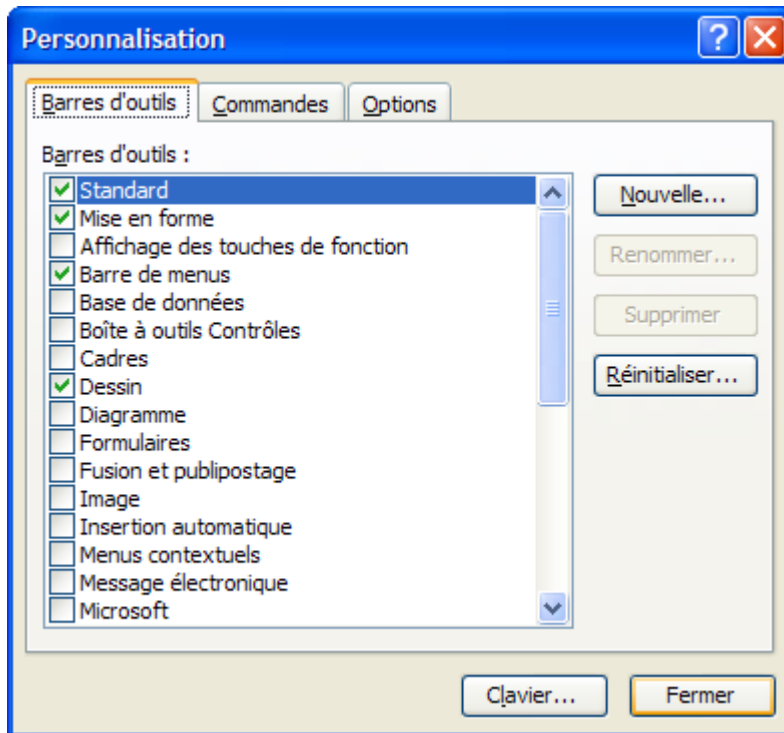 Personnalisation
Barres d'outils Commandes Options
Barres d'outils :
Standard
Mise en forme
Affichage des touches de fonction
Barre de menus
Base de données
Boîte à outils Contrôles
Cadres
Dessin
Diagramme
Formulaires
Fusion et publipostage
Image
Insertion automatique
Menus contextuels
Message électronique
Microsoft
Nouvelle...
Renommer...
Supprimer
Réinitialiser...
Clavier... Fermer